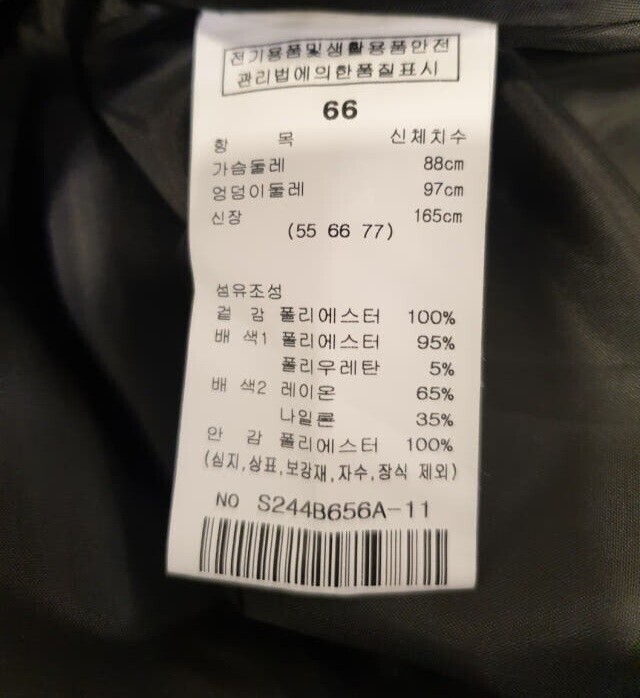 전기용품및생활용품안전
관리법에의한품질표시
66
항 목 신체치수
가슴둘레 88cm
엉덩이둘레 97cm
신장 165cm
(55 66 77)
섬유조성
겉 감 폴리에스터 100%
배 색1 폴리에스터 95%
폴리우레탄 5%
배 색2 레이온 65%
나일론 35%
안 감 폴리에스터 100%
(심지,상표,보강재,자수,장식 제외)
NO S244B656A-11